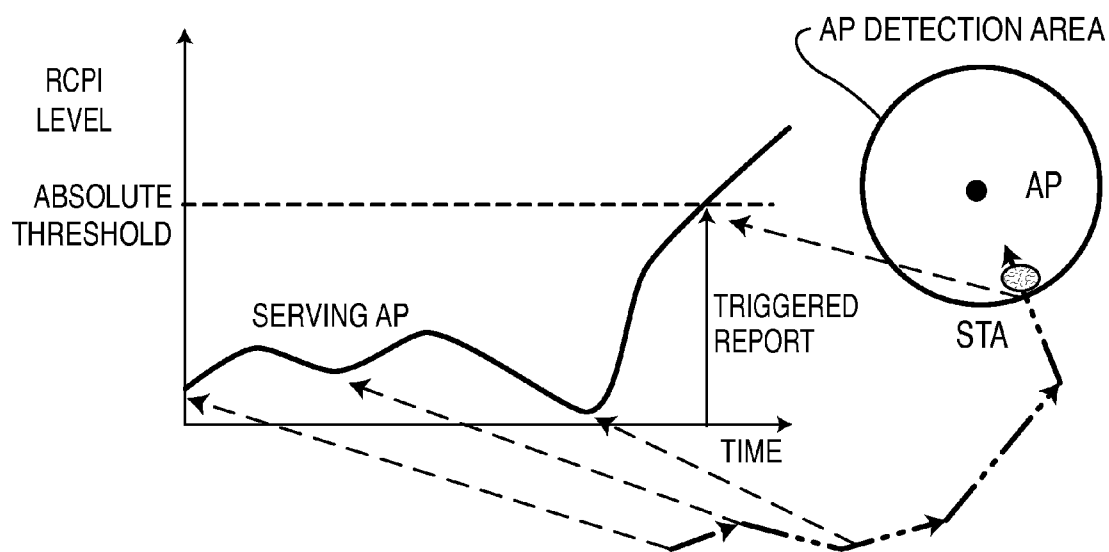 AP DETECTION AREA
RCPI
LEVEL
ABSOLUTE
THRESHOLD
AP
SERVING AP
TRIGGERED
REPORT
STA
TIME